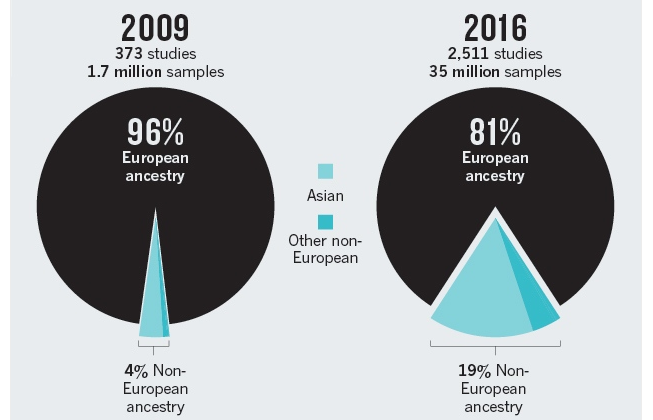 2009
373 studies
1.7 million samples
96%
European
ancestry
4% Non-
European
ancestry
Asian
Other non-
European
2016
2,511 studies
35 million samples
81%
European
ancestry
19% Non-
European
ancestry